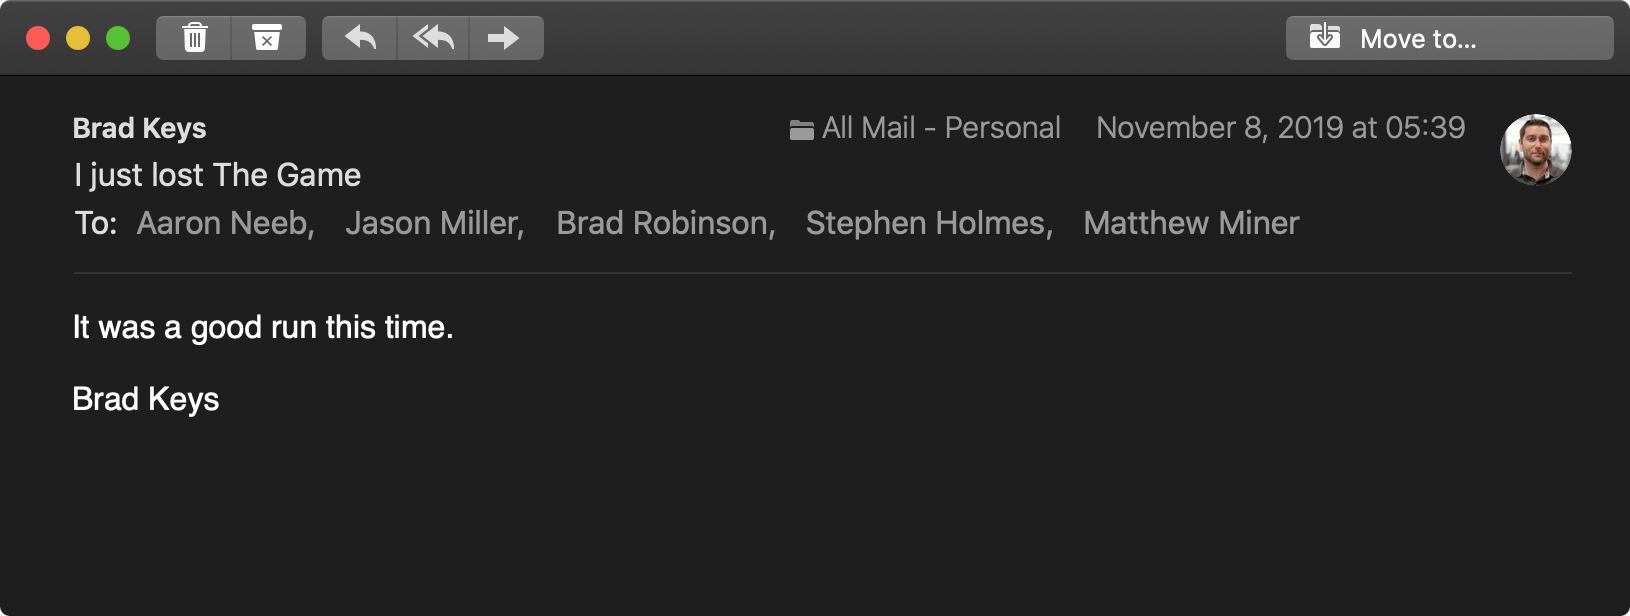 Move to...
Brad Keys
All Mail - Personal
November 8, 2019 at 05:39
I just lost The Game
To: Aaron Neeb, Jason Miller, Brad Robinson, Stephen Holmes, Matthew Miner
It was a good run this time.
Brad Keys